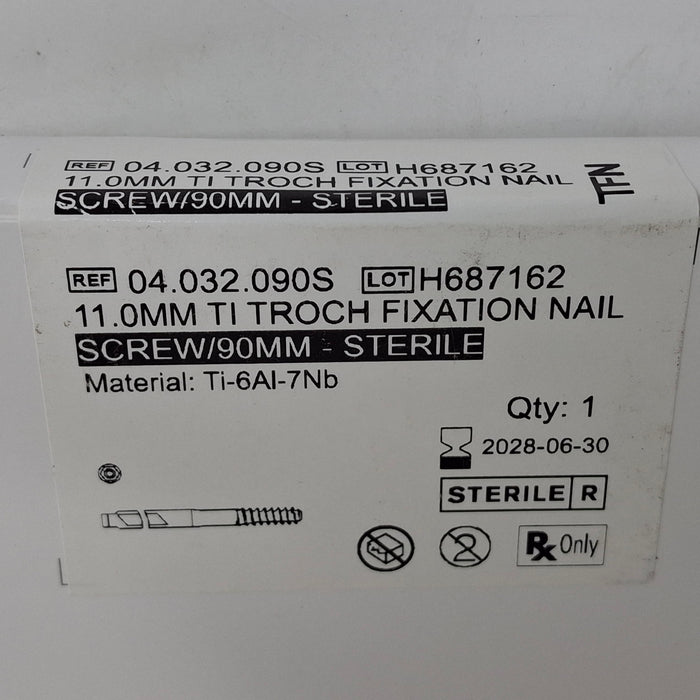 REF 04.032.090S LOT H687162
11.0MM TI TROCH FIXATION NAIL
SCREW/90MM - STERILE
TFN
REF 04.032.090S LOT H687162
11.0MM TI TROCH FIXATION NAIL
SCREW/90MM - STERILE
Material: Ti-6Al-7Nb
Qty: 1
2028-06-30
STERILE R
2
Rx Only